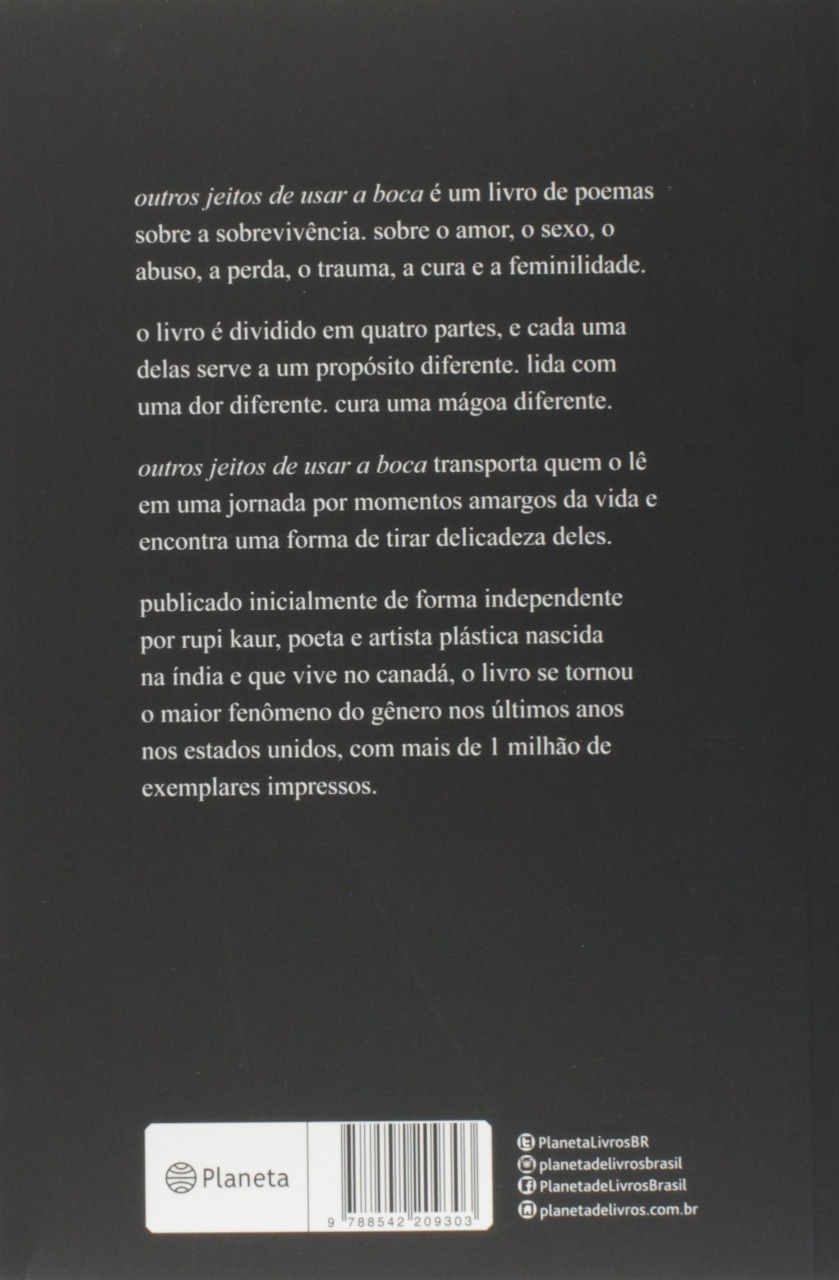 outros jeitos de usar a boca é um livro de poemas
sobre a sobrevivência. sobre o amor, o sexo, o
abuso, a perda, o trauma, a cura e a feminilidade.
o livro é dividido em quatro partes, e cada uma
delas serve a um propósito diferente. lida com
uma dor diferente. cura uma mágoa diferente.
outros jeitos de usar a boca transporta quem o lê
em uma jornada por momentos amargos da vida e
encontra uma forma de tirar delicadeza deles.
publicado inicialmente de forma independente
por rupi kaur, poeta e artista plástica nascida
na índia e que vive no canadá, o livro se tornou
o maior fenômeno do gênero nos últimos anos
nos estados unidos, com mais de 1 milhão de
exemplares impressos.
Planeta
9 788542 209303
PlanetaLivrosBR
planetadelivrosbrasil
PlanetadeLivrosBrasil
planetadelivros.com.br